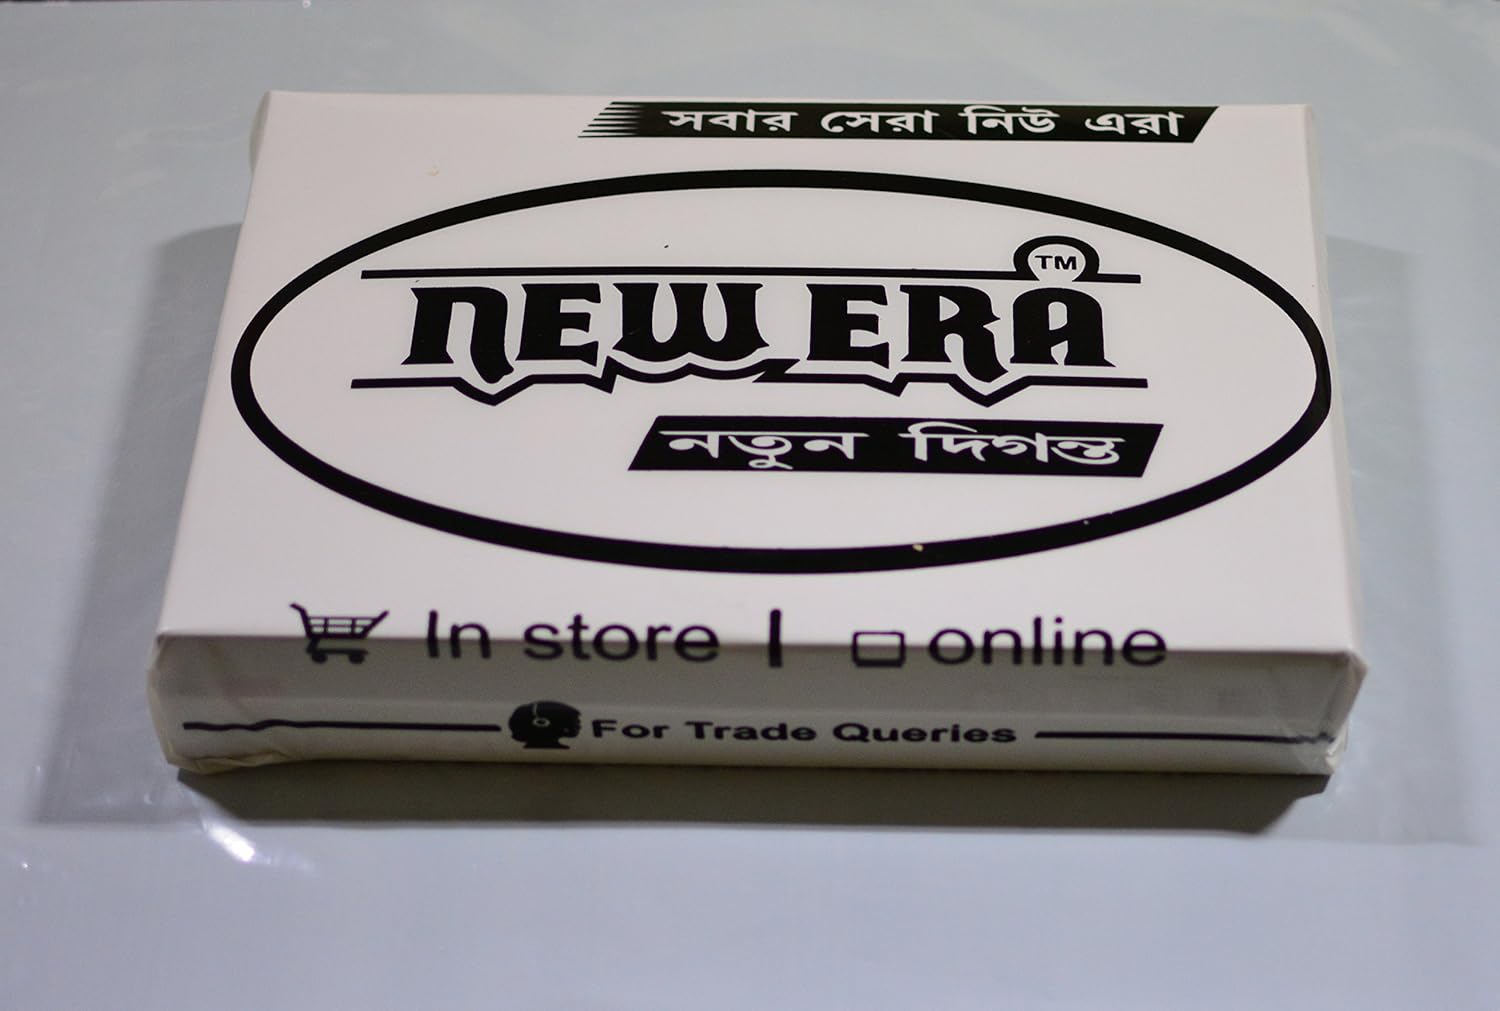 সবার সেরা নিউ এরা
TM
NEW ERA
নতুন দিগন্ত
In store | online
For Trade Queries